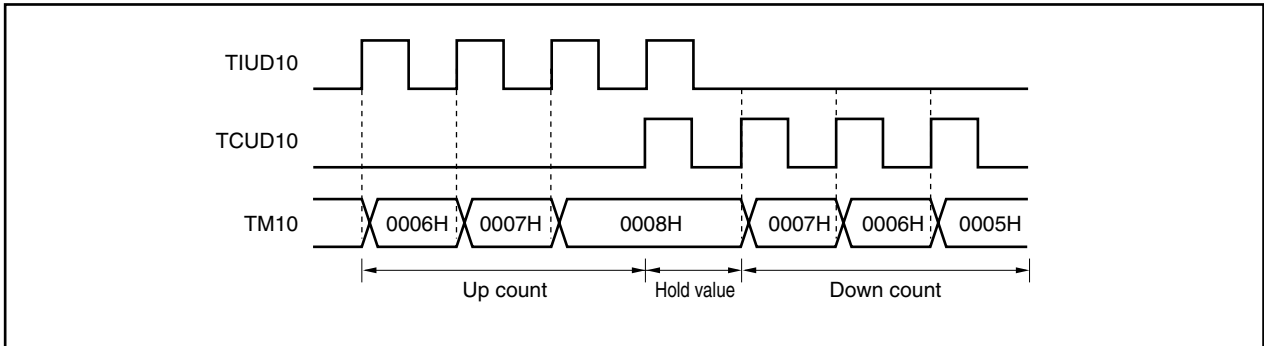 TIUD10
TCUD10
TM10 0006H 0007H 0008H 0007H 0006H 0005H
Up count Hold value Down count